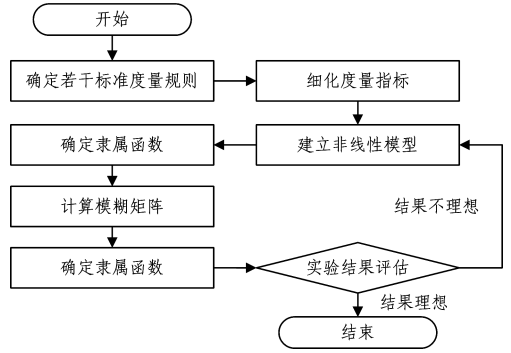 开始
确定若干标准度量规则
细化度量指标
确定隶属函数
建立非线性模型
计算模糊矩阵
结果不理想
确定隶属函数
实验结果评估
结果理想
结束